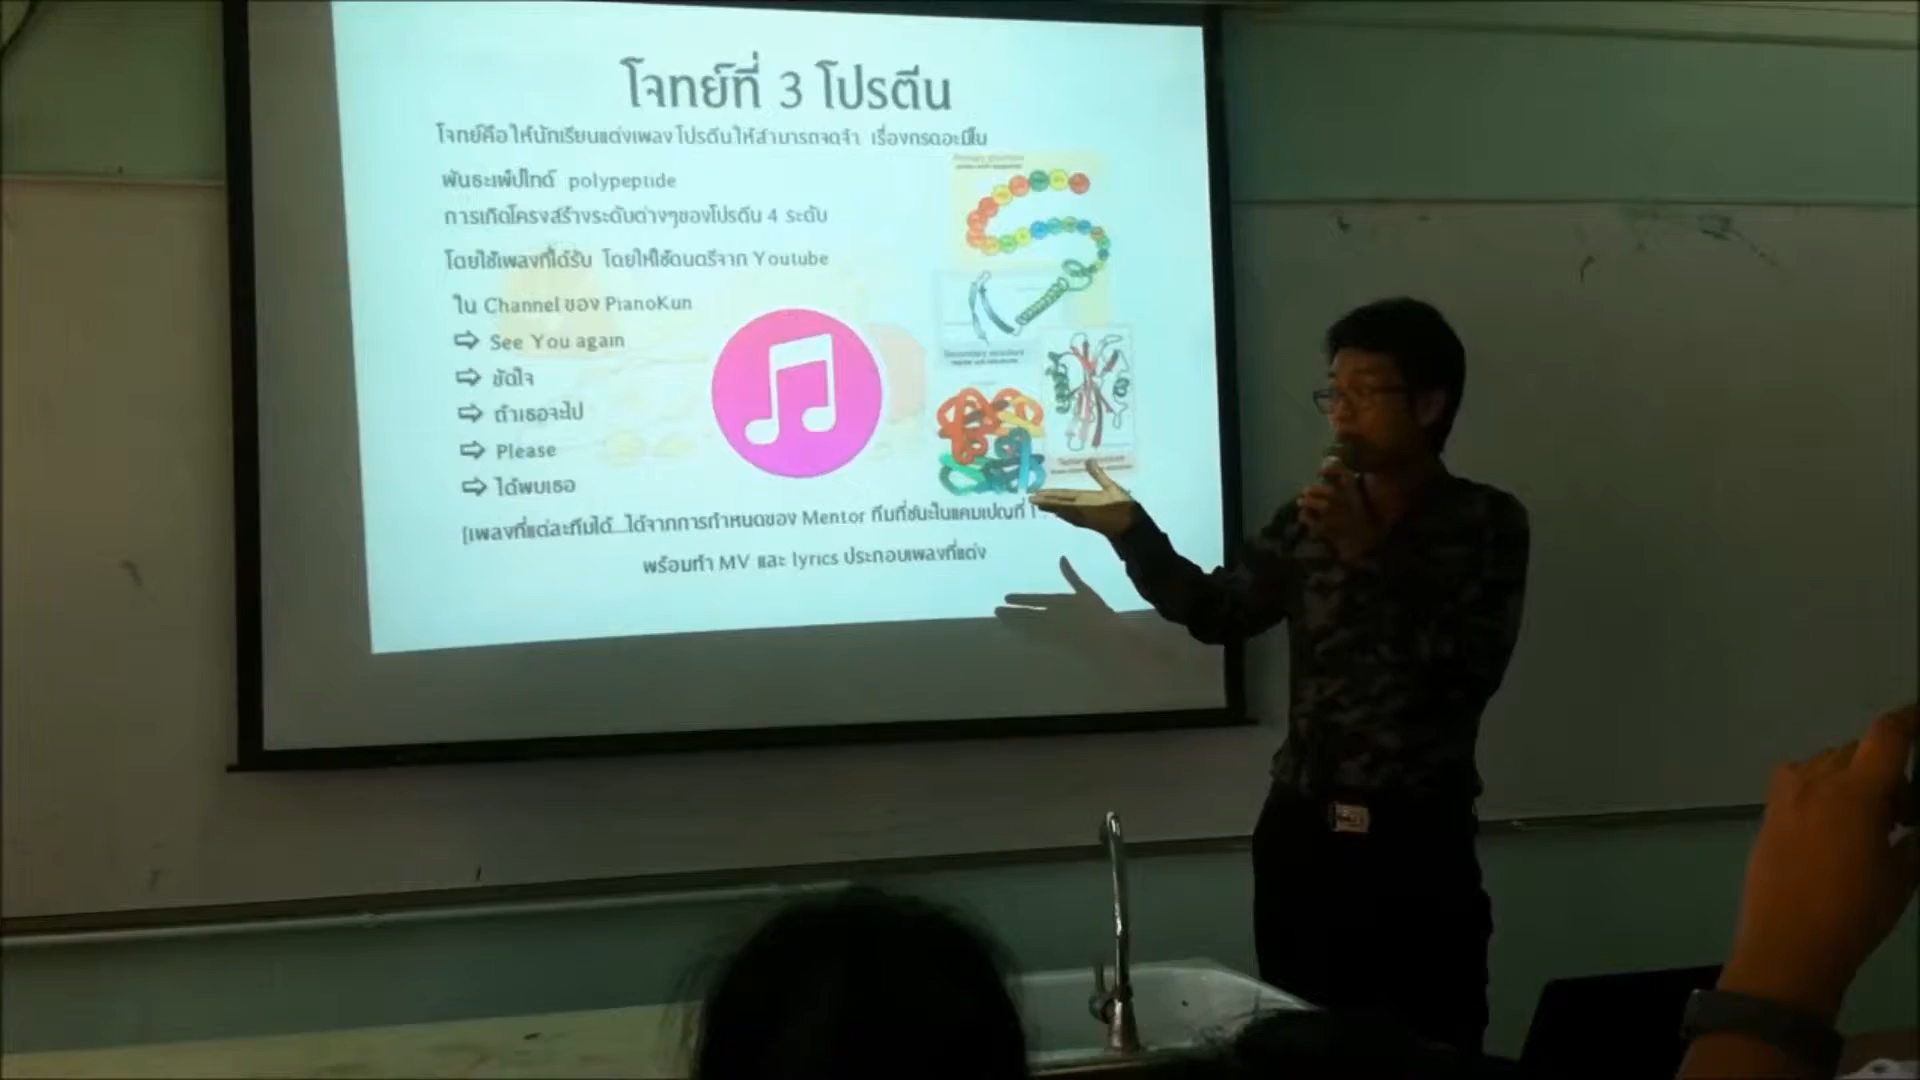 โจทย์ที่ 3 โปรตีน
โจทย์คือ ให้นักเรียนแต่งเพลง โปรตีน ให้สามารถจดจำ เรื่องกรดอะมิโน
พันธะเพ็ปไทด์ polypeptide
การเกิดโครงสร้างระดับต่างๆของโปรตีน 4 ระดับ
โดยใช้เพลงที่ได้รับ โดยให้ใช้ดนตรีจาก Youtube
ใน Channel ของ PianoKun
⇨ See You again
⇨ ขัดใจ
⇨ ถ้าเธอจะไป
⇨ Please
⇨ ได้พบเธอ
[เพลงที่แต่ละทีมได้...ได้จากการกำหนดของ Mentor ทีมที่ชนะในแคมเปญที่ 1
พร้อมทำ MV และ lyrics ประกอบเพลงที่แต่ง
Primary structure
Secondary structure